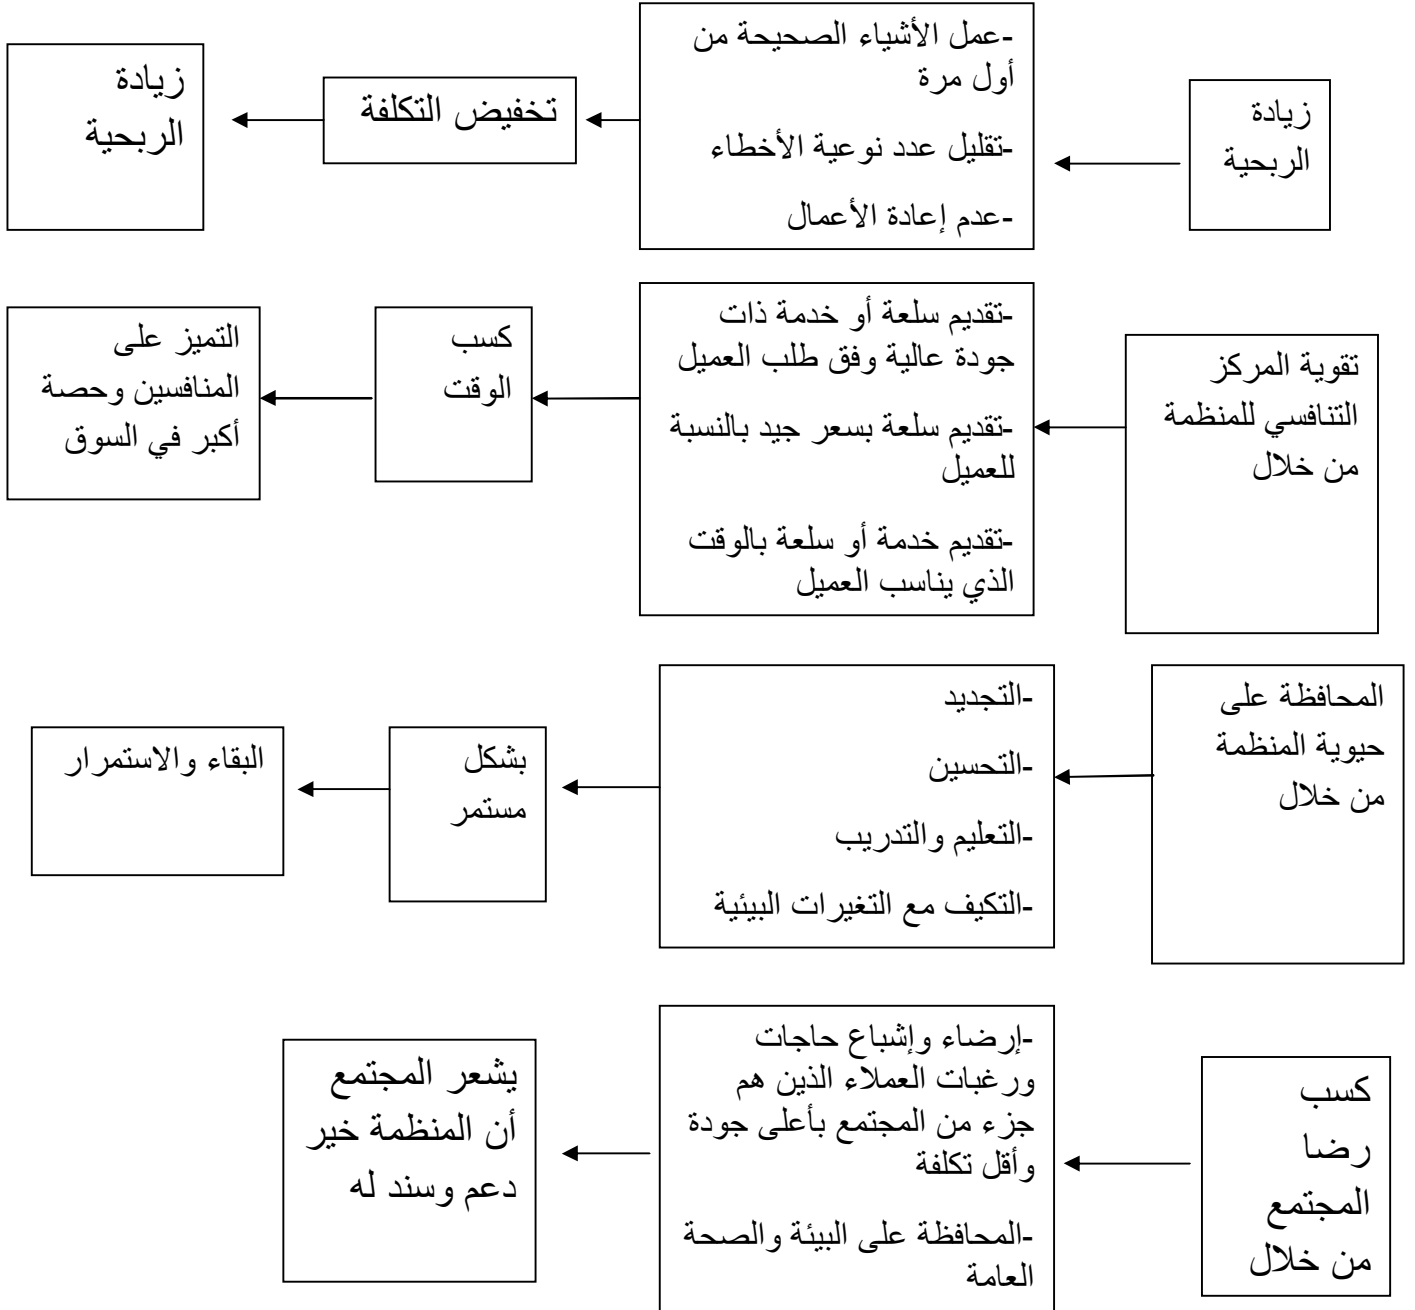 زيادة
الربحية
-عمل الأشياء الصحيحة من
أول مرة
-تقليل عدد نوعية الأخطاء
-عدم إعادة الأعمال
تخفيض التكلفة
زيادة
الربحية
تقوية المركز
التنافسي للمنظمة
من خلال
-تقديم سلعة أو خدمة ذات
جودة عالية وفق طلب العميل
-تقديم سلعة بسعر جيد بالنسبة
للعميل
-تقديم خدمة أو سلعة بالوقت
الذي يناسب العميل
كسب
الوقت
التميز على
المنافسين وحصة
أكبر في السوق
المحافظة على
حيوية المنظمة
من خلال
-التجديد
-التحسين
-التعليم والتدريب
-التكيف مع التغيرات البيئية
بشكل
مستمر
البقاء والاستمرار
كسب
رضا
المجتمع
من خلال
-إرضاء وإشباع حاجات
ورغبات العملاء الذين هم
جزء من المجتمع بأعلى جودة
وأقل تكلفة
-المحافظة على البيئة والصحة
العامة
يشعر المجتمع
أن المنظمة خير
دعم وسند له